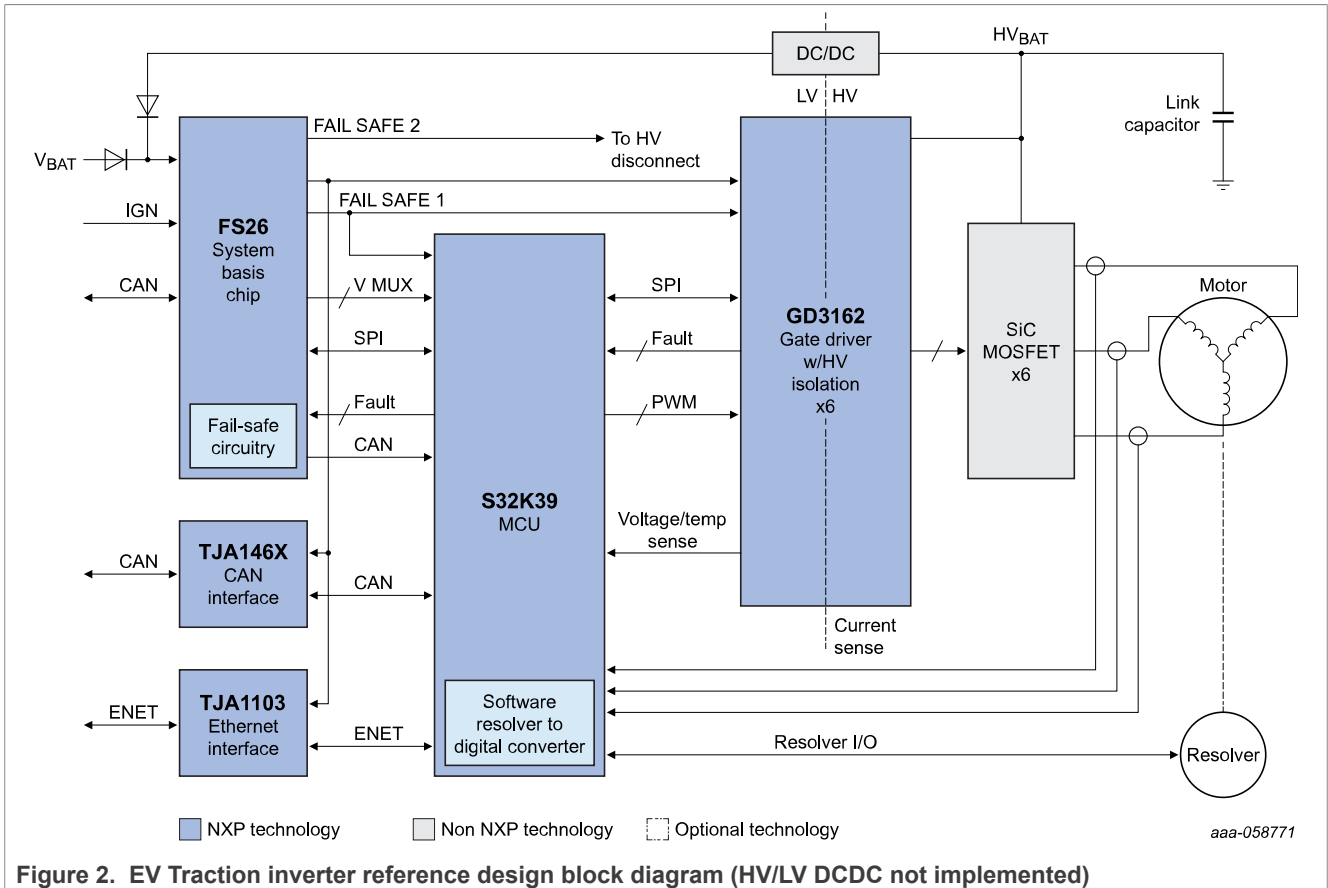 DC/DC
HVBAT
LV
HV
Link
capacitor
FAIL SAFE 2
To HV
disconnect
VBAT
FAIL SAFE 1
IGN
FS26
System
basis
chip
CAN
V MUX
SPI
Fault
CAN
Fail-safe
circuitry
SPI
Fault
PWM
GD3162
Gate driver
w/HV
isolation
x6
SiC
MOSFET
x6
Motor
S32K39
MCU
Voltage/temp
sense
Current
sense
TJA146X
CAN
interface
CAN
CAN
TJA1103
Ethernet
interface
ENET
ENET
Software
resolver to
digital converter
Resolver I/O
Resolver
NXP technology
Non NXP technology
Optional technology
aaa-058771
Figure 2. EV Traction inverter reference design block diagram (HV/LV DCDC not implemented)